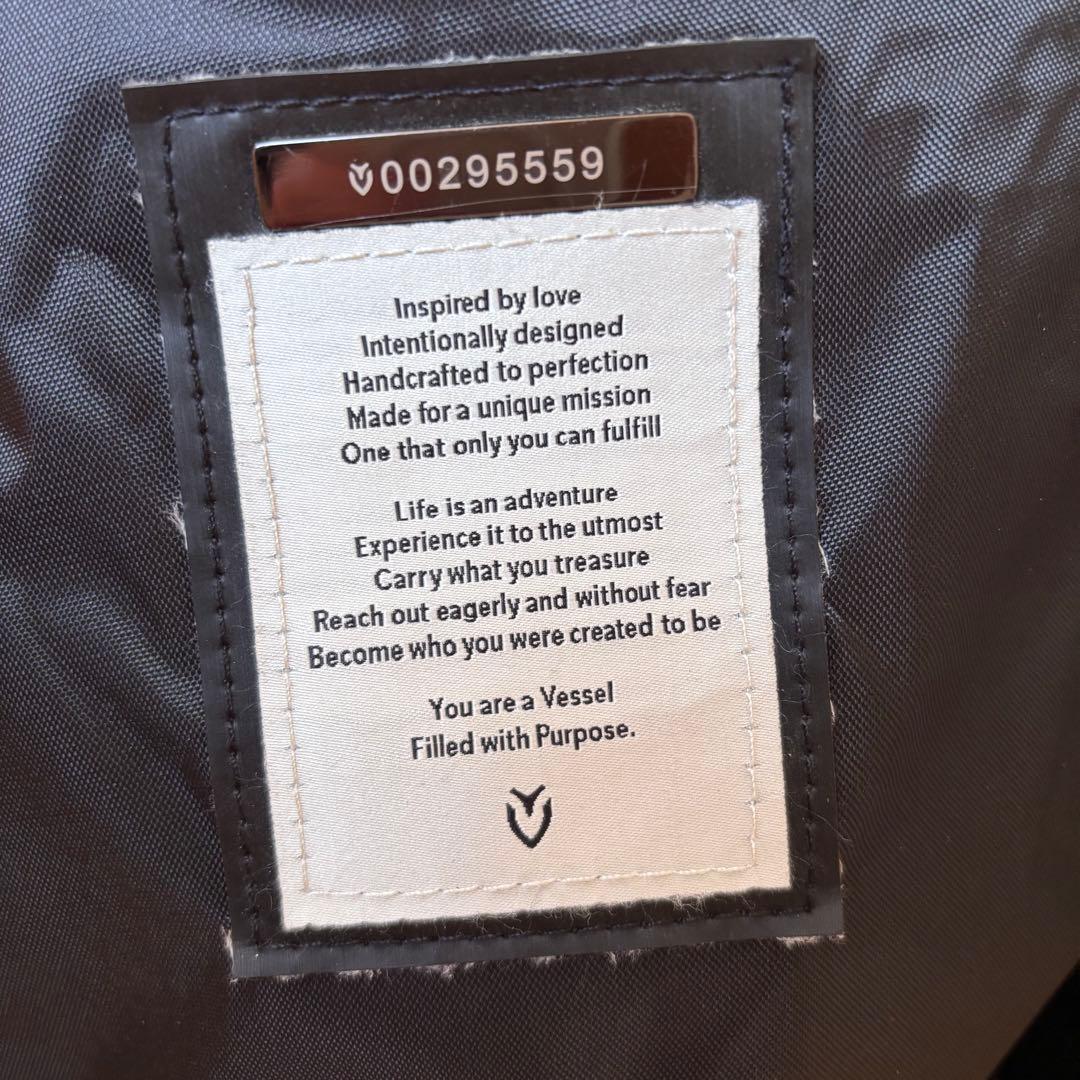 00295559
Inspired by love
Intentionally designed
Handcrafted to perfection
Made for a unique mission
One that only you can fulfill
Life is an adventure
Experience it to the utmost
Carry what you treasure
Reach out eagerly and without fear
Become who you were created to be
You are a Vessel
Filled with Purpose.